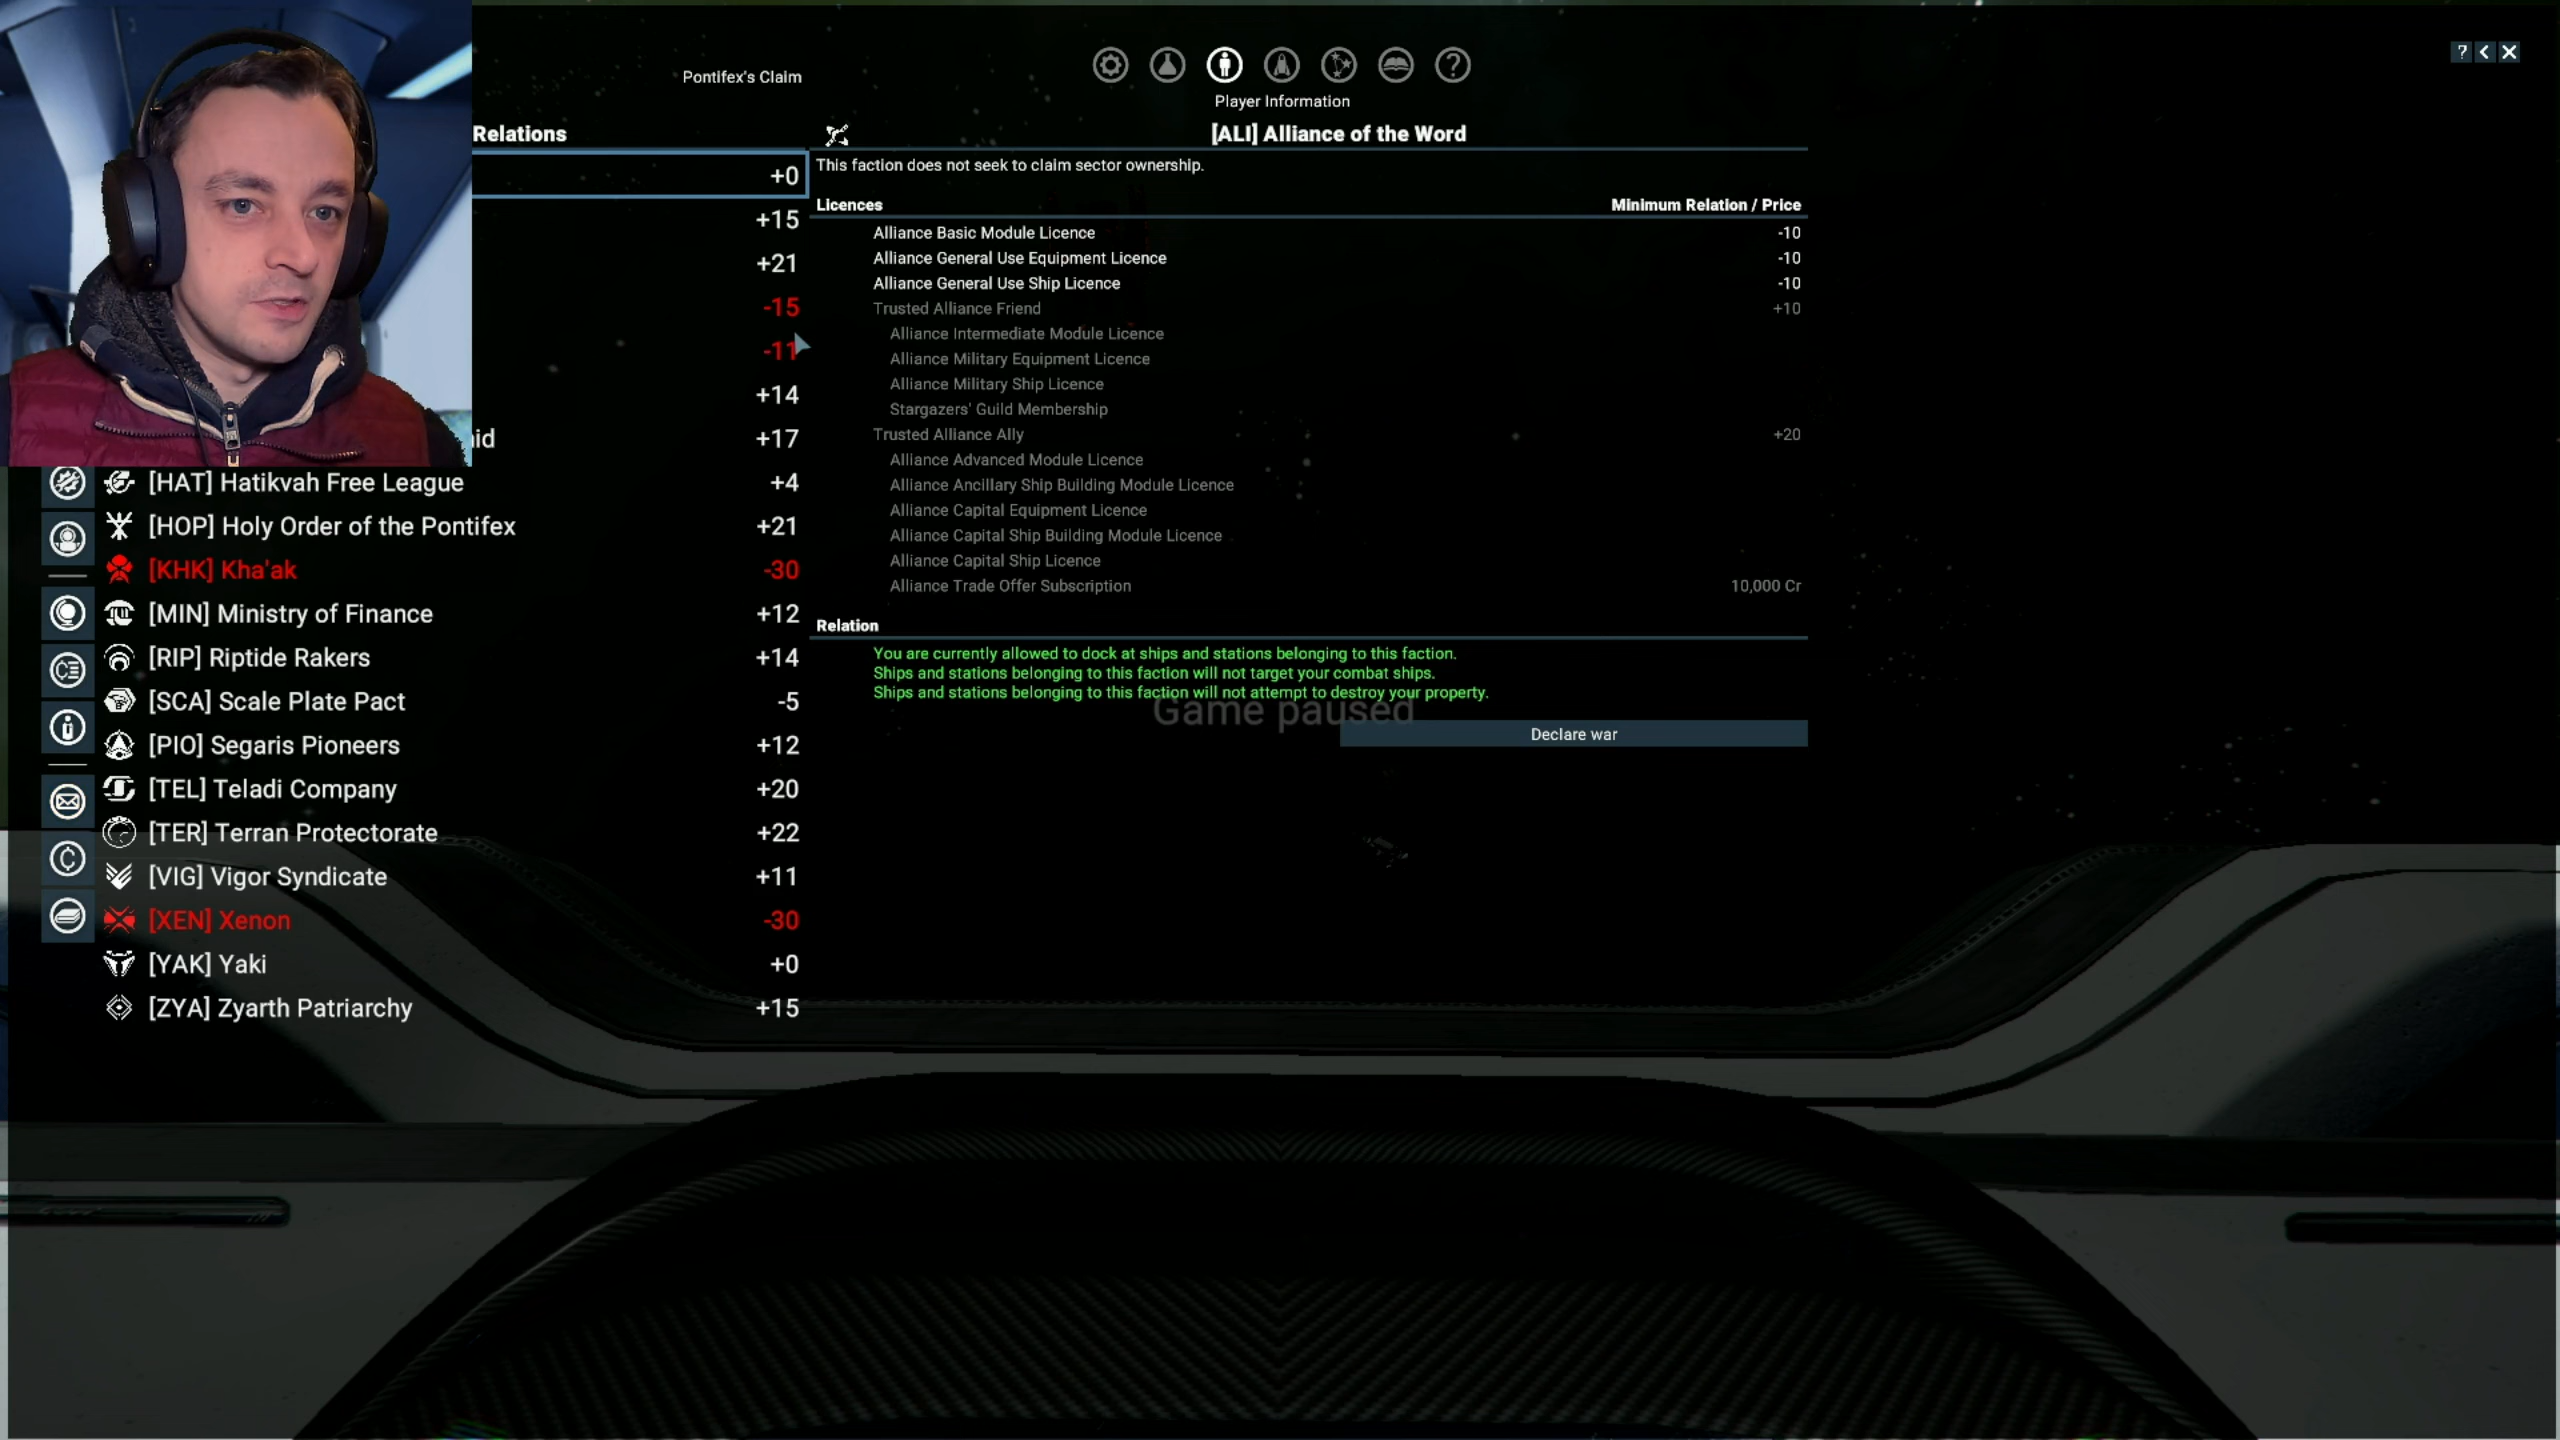 Pontifex's Claim
Player Information
? < X
Relations
[ALI] Alliance of the Word
This faction does not seek to claim sector ownership.
Licences Minimum Relation / Price
Alliance Basic Module Licence -10
Alliance General Use Equipment Licence -10
Alliance General Use Ship Licence -10
Trusted Alliance Friend +10
Alliance Intermediate Module Licence
Alliance Military Equipment Licence
Alliance Military Ship Licence
Stargazers' Guild Membership
Trusted Alliance Ally +20
Alliance Advanced Module Licence
Alliance Ancillary Ship Building Module Licence
Alliance Capital Equipment Licence
Alliance Capital Ship Building Module Licence
Alliance Capital Ship Licence
Alliance Trade Offer Subscription 10,000 Cr
Relation
You are currently allowed to dock at ships and stations belonging to this faction.
Ships and stations belonging to this faction will not target your combat ships.
Ships and stations belonging to this faction will not attempt to destroy your property.
Game paused
Declare war
+0
+15
+21
-15
-11
+14
+17
[HAT] Hatikvah Free League +4
[HOP] Holy Order of the Pontifex +21
[KHK] Kha'ak -30
[MIN] Ministry of Finance +12
[RIP] Riptide Rakers +14
[SCA] Scale Plate Pact -5
[PIO] Segaris Pioneers +12
[TEL] Teladi Company +20
[TER] Terran Protectorate +22
[VIG] Vigor Syndicate +11
[XEN] Xenon -30
[YAK] Yaki +0
[ZYA] Zyarth Patriarchy +15